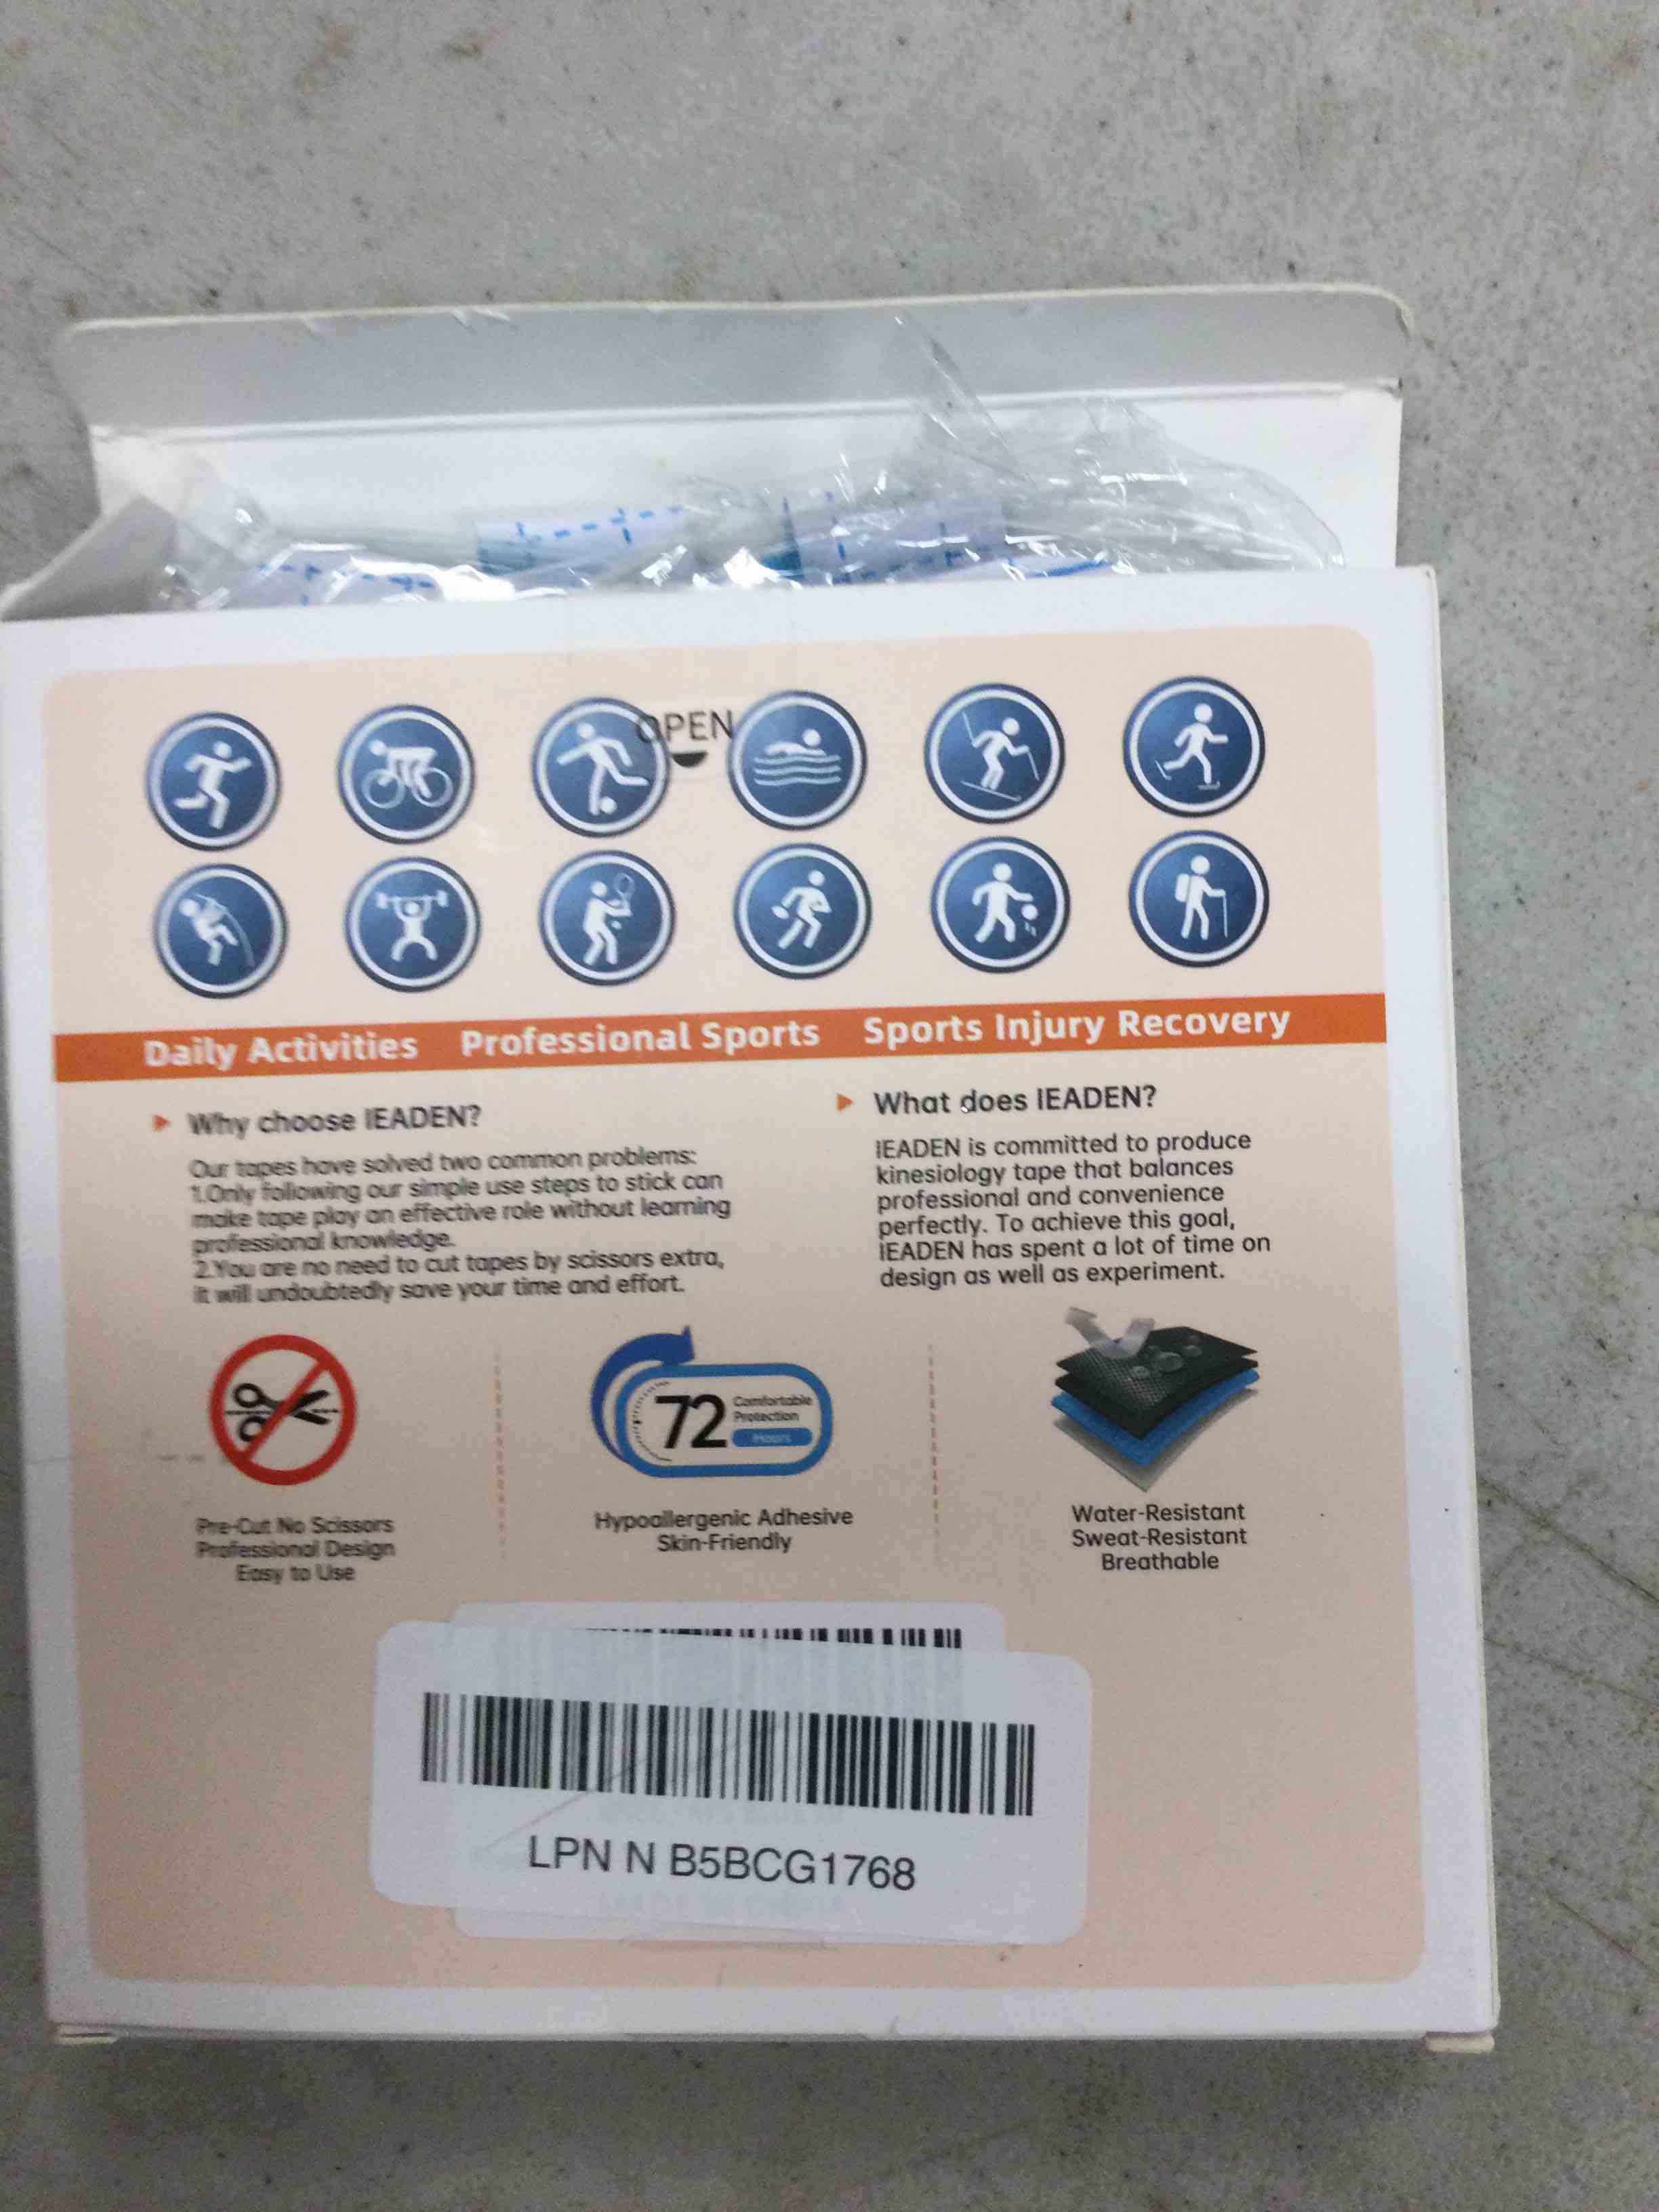 OPEN
Daily Activities Professional Sports Sports Injury Recovery
Why choose IEADEN?
Our tapes have solved two common problems:
1.Only following our simple use steps to stick can
make tape play an effective role without learning
professional knowledge.
2.You are no need to cut tapes by scissors extra,
it will undoubtedly save your time and effort.
What does IEADEN?
IEADEN is committed to produce
kinesiology tape that balances
professional and convenience
perfectly. To achieve this goal,
IEADEN has spent a lot of time on
design as well as experiment.
72
Comfortable
Protection
Hours
Pre-Cut No Scissors
Professional Design
Easy to Use
Hypoallergenic Adhesive
Skin-Friendly
Water-Resistant
Sweat-Resistant
Breathable
LPN N B5BCG1768